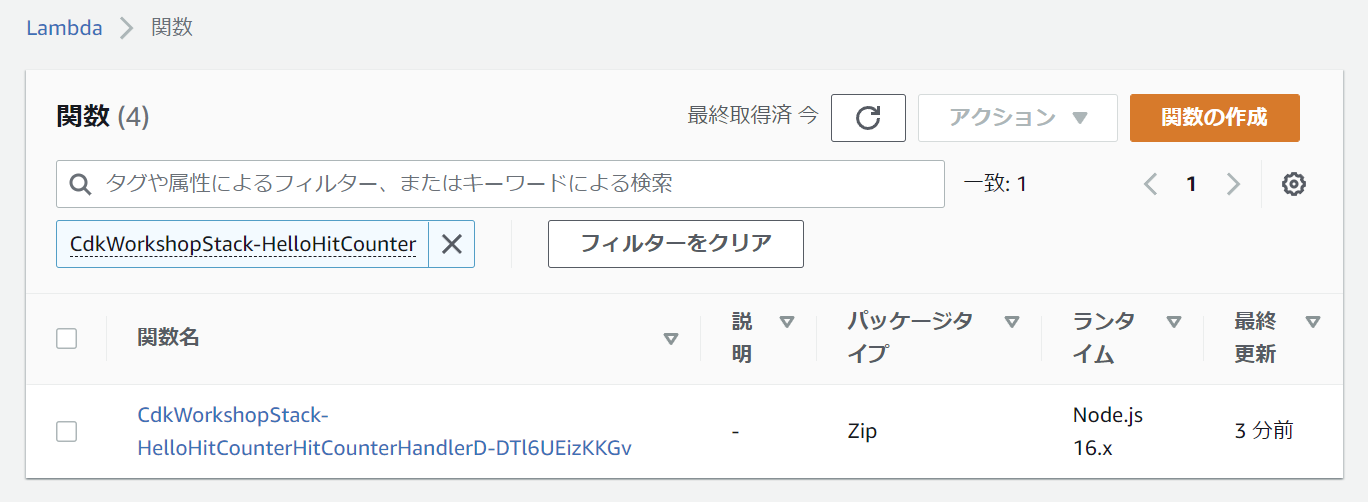 Lambda 関数
関数 (4) 最終取得済 今 アクション 関数の作成
タグや属性によるフィルター、またはキーワードによる検索 一致: 1 1
CdkWorkshopStack-HelloHitCounter フィルターをクリア
関数名 説明 パッケージタイプ ランタイム 最終更新
CdkWorkshopStack-
HelloHitCounterHitCounterHandlerD-DTl6UEizKKGv - Zip Node.js 16.x 3 分前